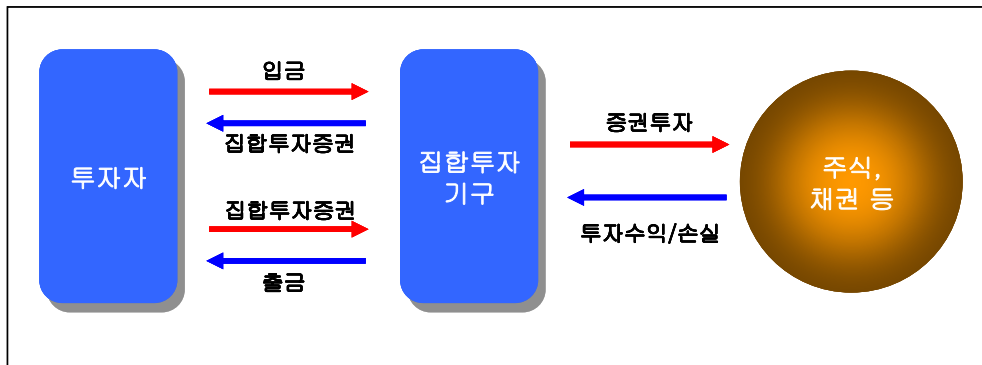 입금
집합투자증권
투자자
집합투자증권
출금
집합투자
기구
증권투자
투자수익/손실
주식,
채권 등